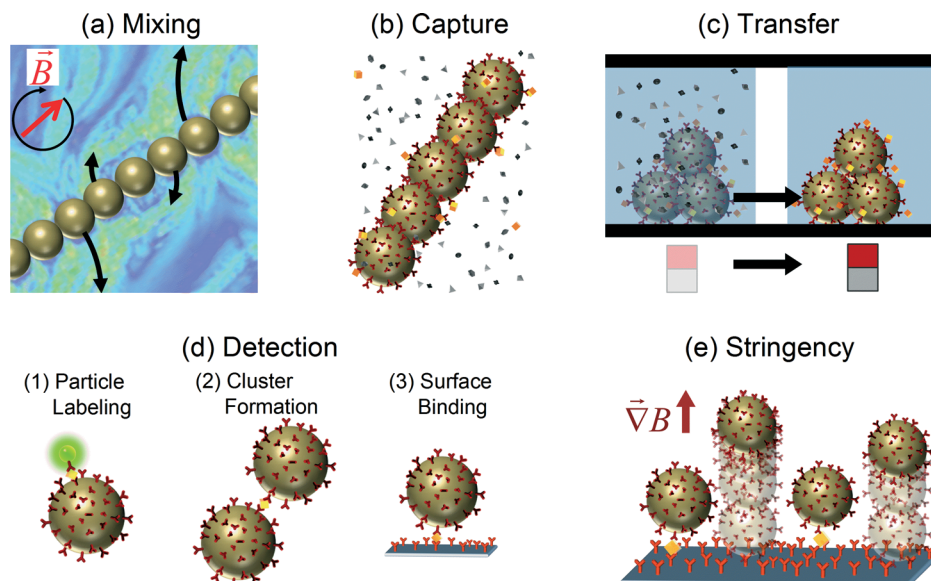 (a) Mixing
(b) Capture
(c) Transfer
B
(d) Detection
(1) Particle
Labeling
(2) Cluster
Formation
(3) Surface
Binding
(e) Stringency
∇B